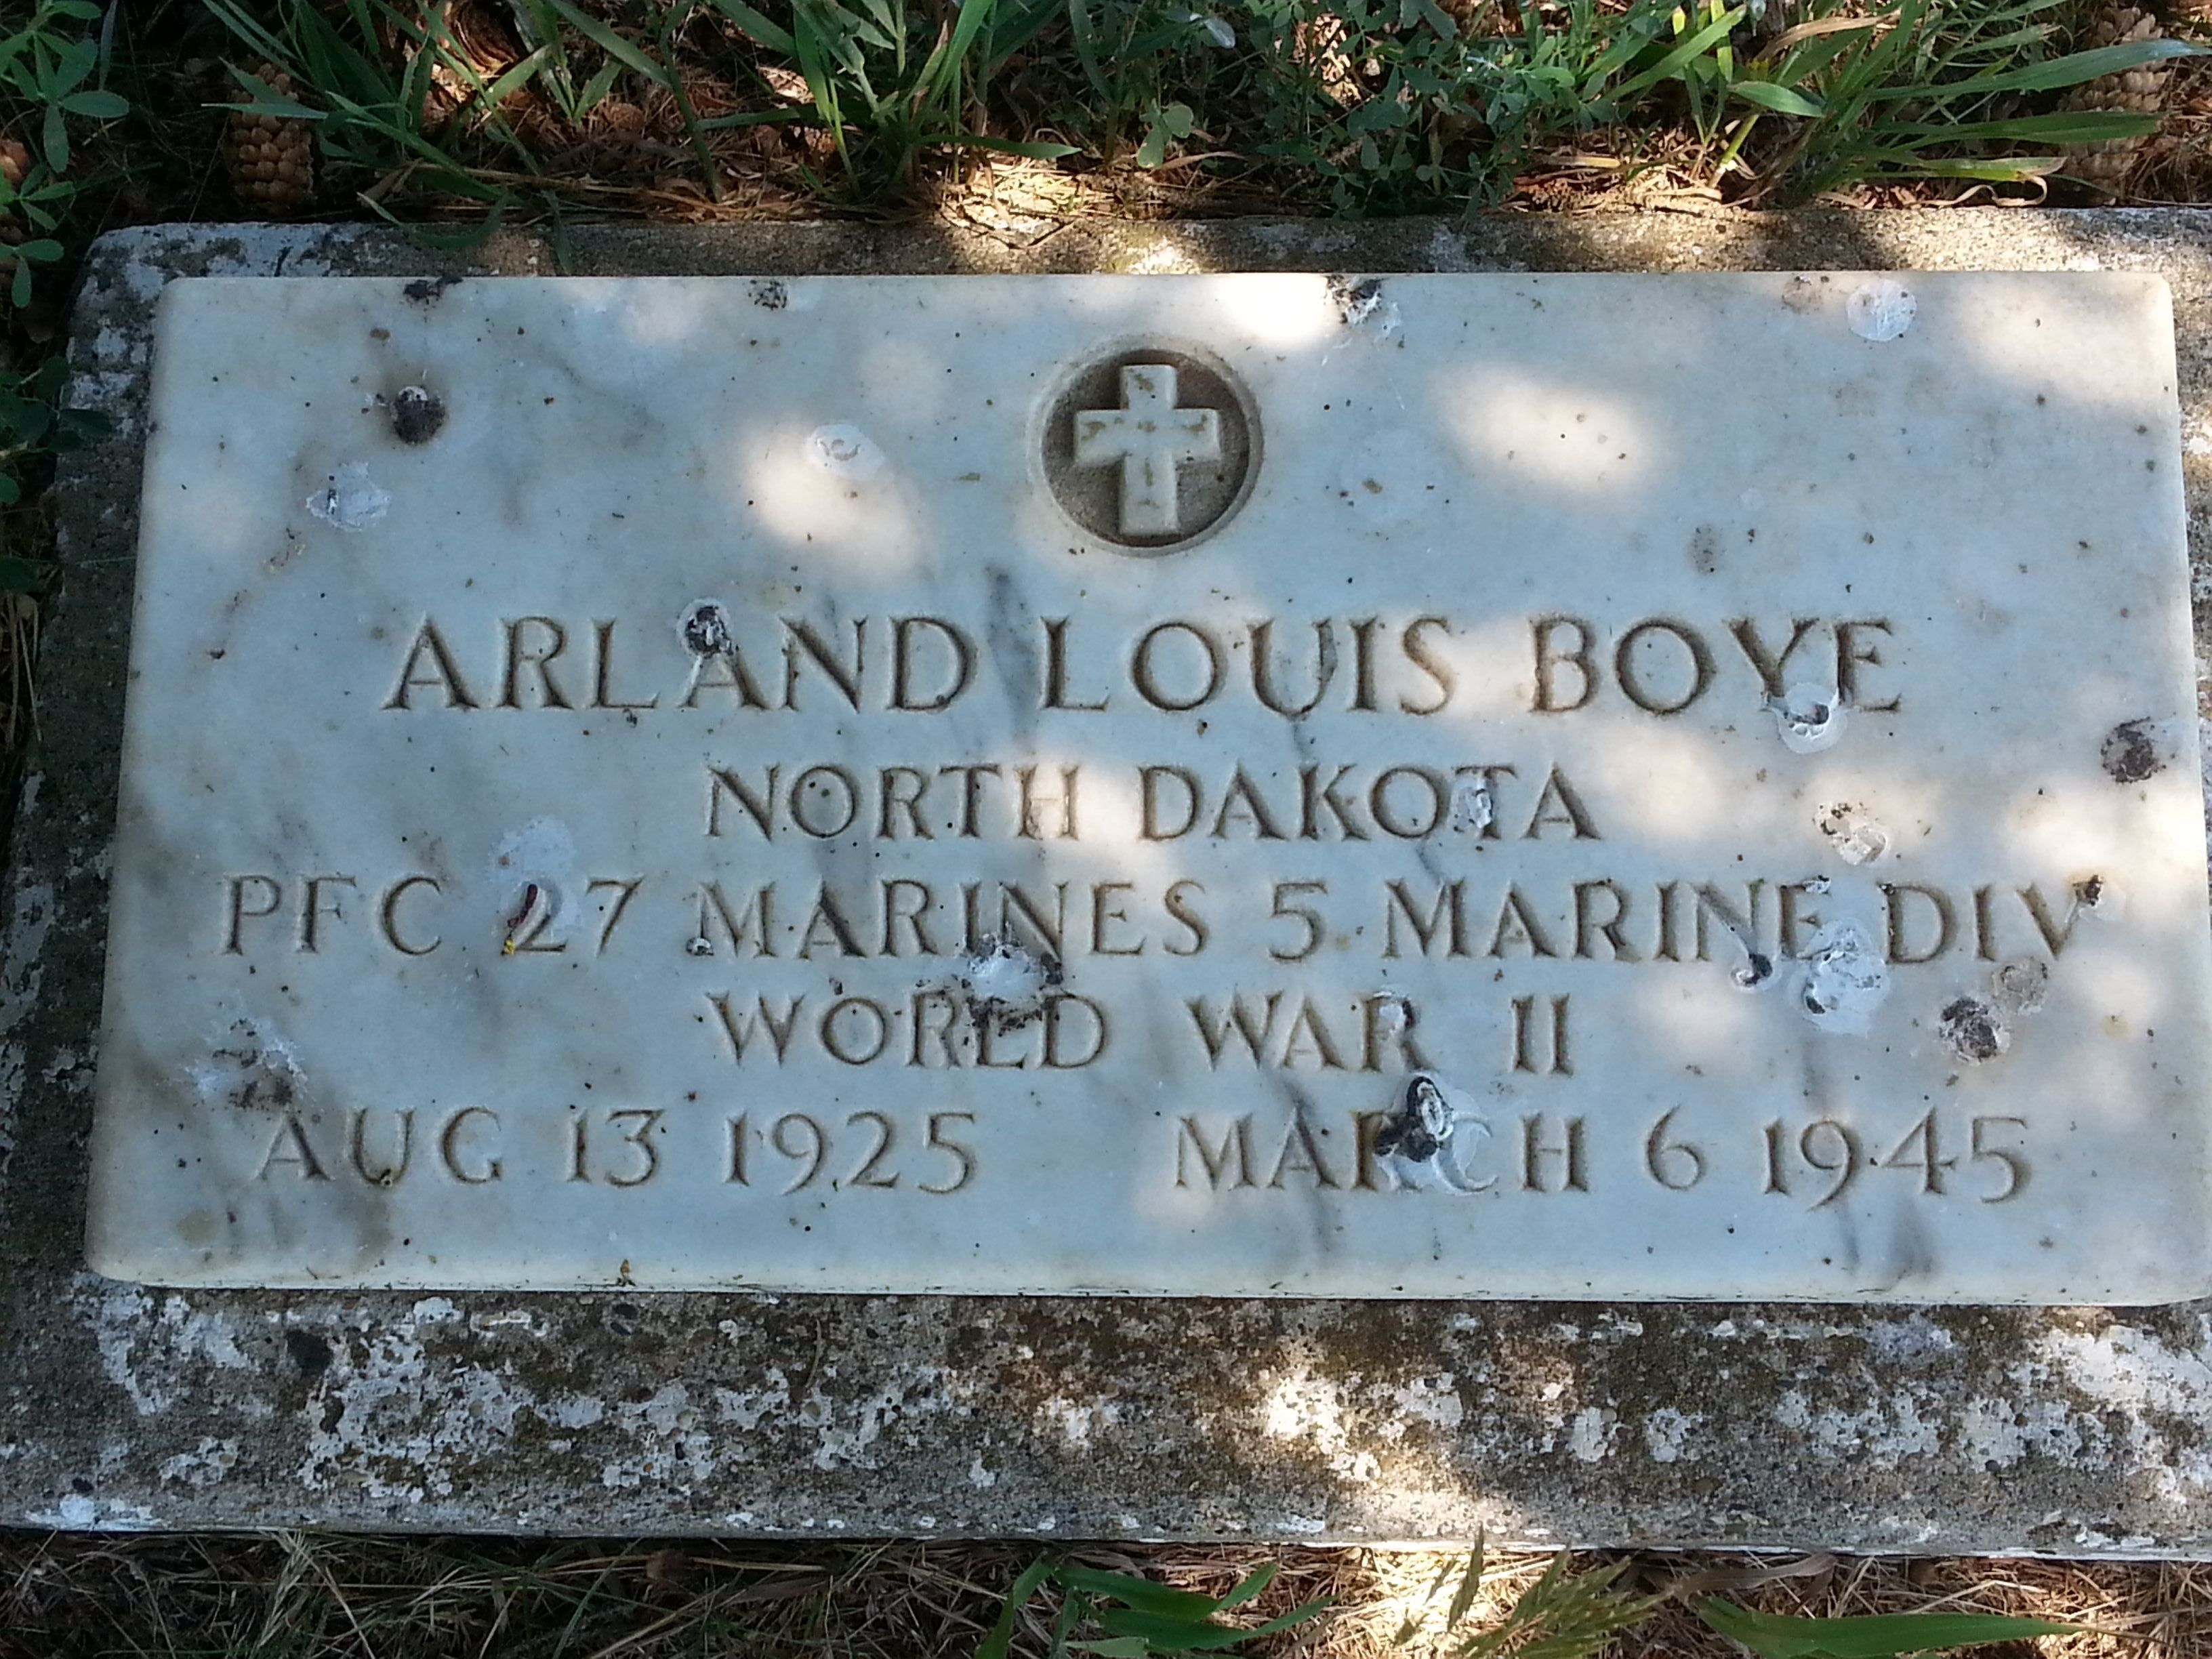 ARLAND LOUIS BOYE
NORTH DAKOTA
PFC 27 MARINES 5 MARINE DIV
WORLD WAR II
AUG 13 1925 MARCH 6 1945